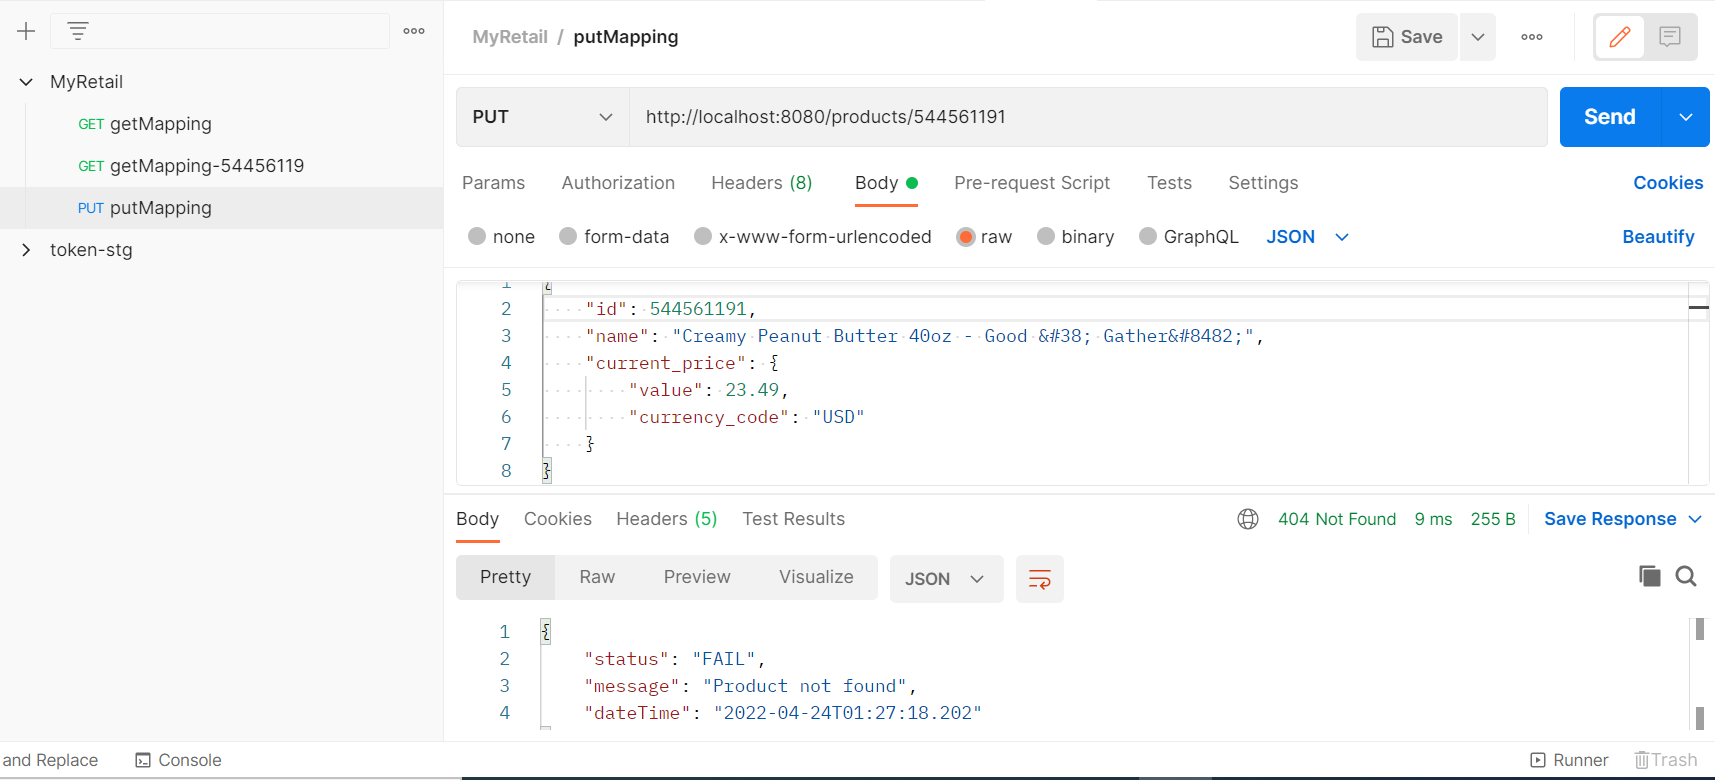 MyRetail
GET getMapping
GET getMapping-54456119
PUT putMapping
token-stg
MyRetail / putMapping
Save
PUT
http://localhost:8080/products/544561191
Send
Params Authorization Headers (8) Body Pre-request Script Tests Settings Cookies
none form-data x-www-form-urlencoded raw binary GraphQL JSON Beautify
1 {
2 "id": 544561191,
3 "name": "Creamy Peanut Butter 40oz - Good &#38; Gather&#8482;",
4 "current_price": {
5 "value": 23.49,
6 "currency_code": "USD"
7 }
8 }
Body Cookies Headers (5) Test Results 404 Not Found 9 ms 255 B Save Response
Pretty Raw Preview Visualize JSON
1 {
2 "status": "FAIL",
3 "message": "Product not found",
4 "dateTime": "2022-04-24T01:27:18.202"
and Replace Console Runner Trash